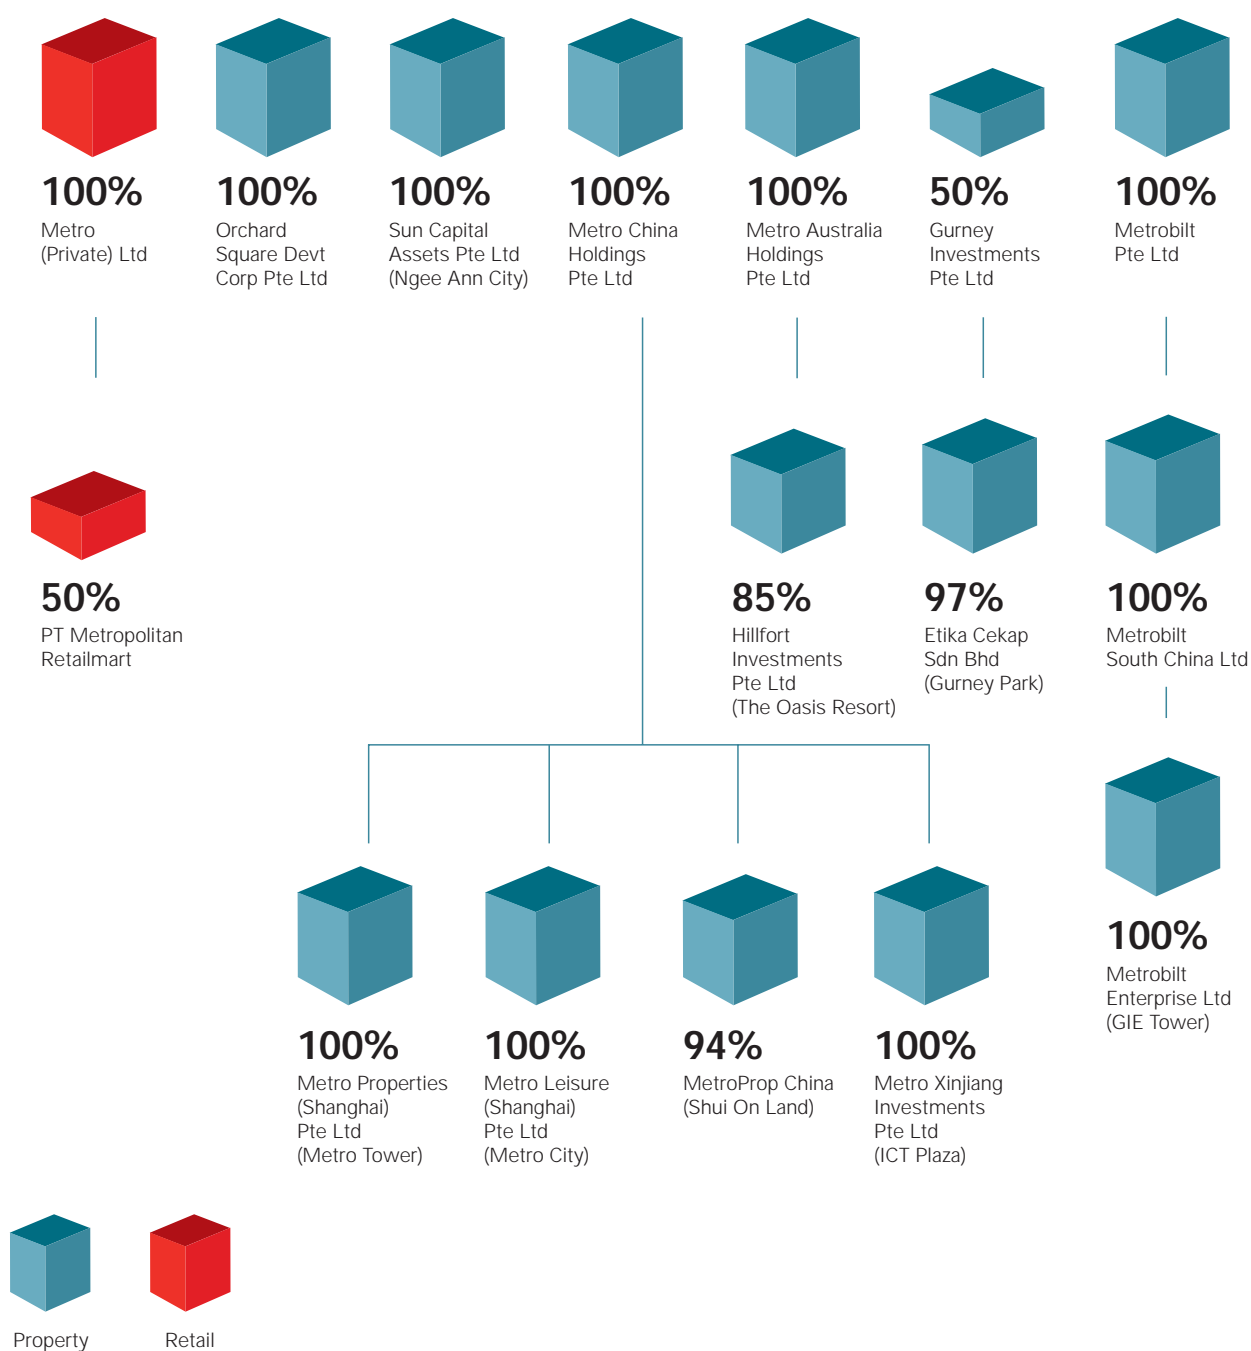 100%
Metro
(Private) Ltd
100%
Orchard
Square Devt
Corp Pte Ltd
100%
Sun Capital
Assets Pte Ltd
(Ngee Ann City)
100%
Metro China
Holdings
Pte Ltd
100%
Metro Australia
Holdings
Pte Ltd
50%
Gurney
Investments
Pte Ltd
100%
Metrobilt
Pte Ltd
50%
PT Metropolitan
Retailmart
85%
Hillfort
Investments
Pte Ltd
(The Oasis Resort)
97%
Etika Cekap
Sdn Bhd
(Gurney Park)
100%
Metrobilt
South China Ltd
100%
Metro Properties
(Shanghai)
Pte Ltd
(Metro Tower)
100%
Metro Leisure
(Shanghai)
Pte Ltd
(Metro City)
94%
MetroProp China
(Shui On Land)
100%
Metro Xinjiang
Investments
Pte Ltd
(ICT Plaza)
100%
Metrobilt
Enterprise Ltd
(GIE Tower)
Property
Retail